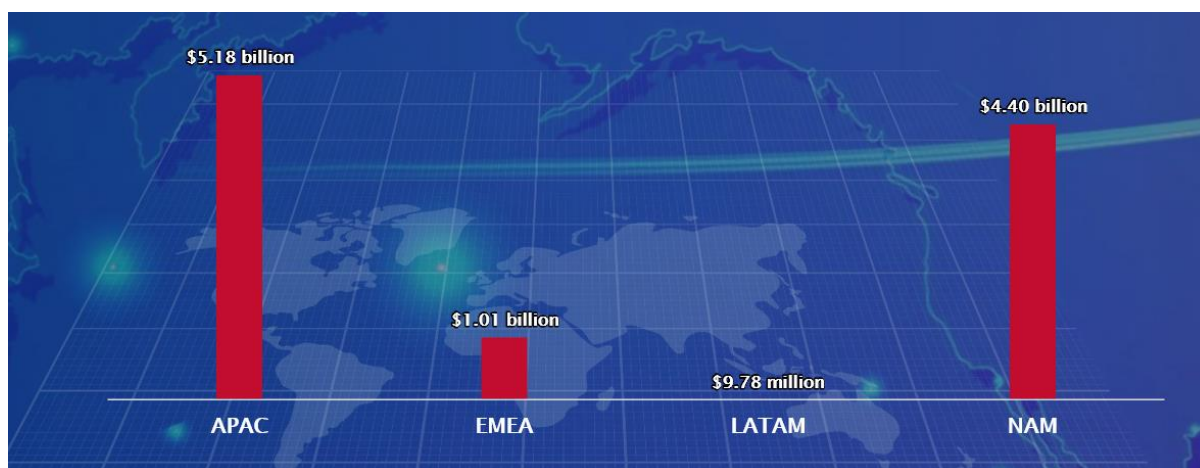 $5.18 billion
$4.40 billion
$1.01 billion
$9.78 million
APAC
EMEA
LATAM
NAM